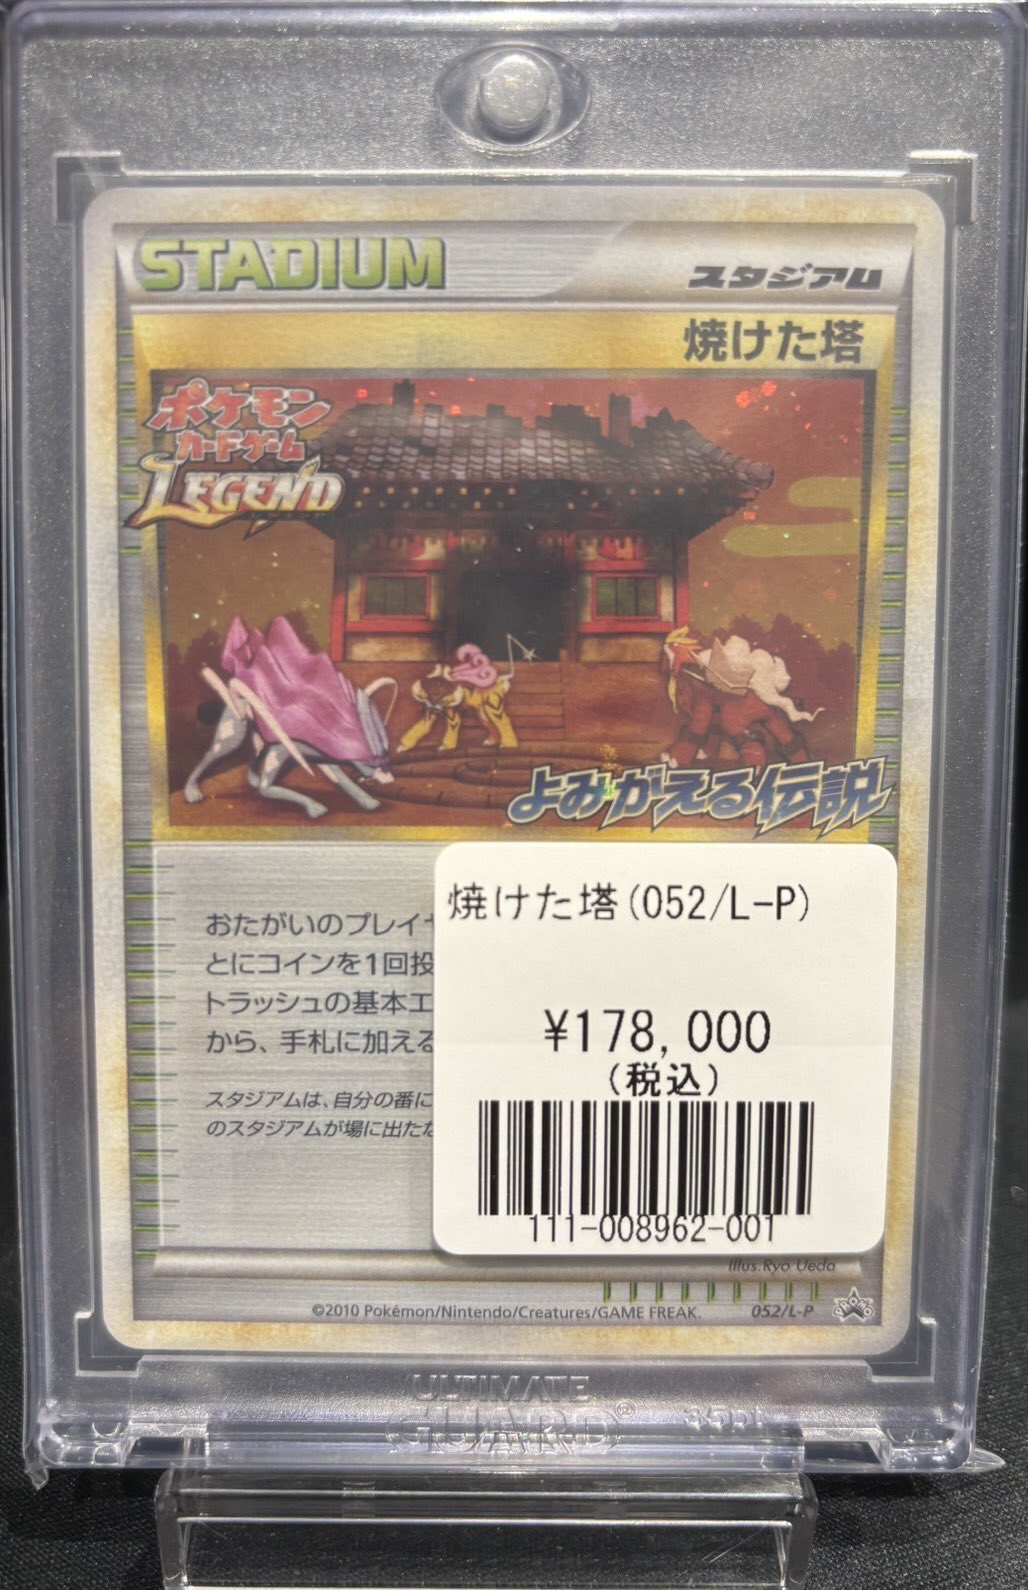 STADIUM
スタジアム
焼けた塔
ポケモン
カードゲーム
LEGEND
よみがえる伝説
おたがいのプレイヤ
とにコインを1回投
トラッシュの基本エ
から、手札に加える
スタジアムは、自分の番に
のスタジアムが場に出たな
焼けた塔(052/L-P)
¥178,000
(税込)
111-008962-001
Illus.Ryo Ueda
©2010 Pokémon/Nintendo/Creatures/GAME FREAK.
052/L-P
PROMO
ULTIMATE
GUARD®
35pt